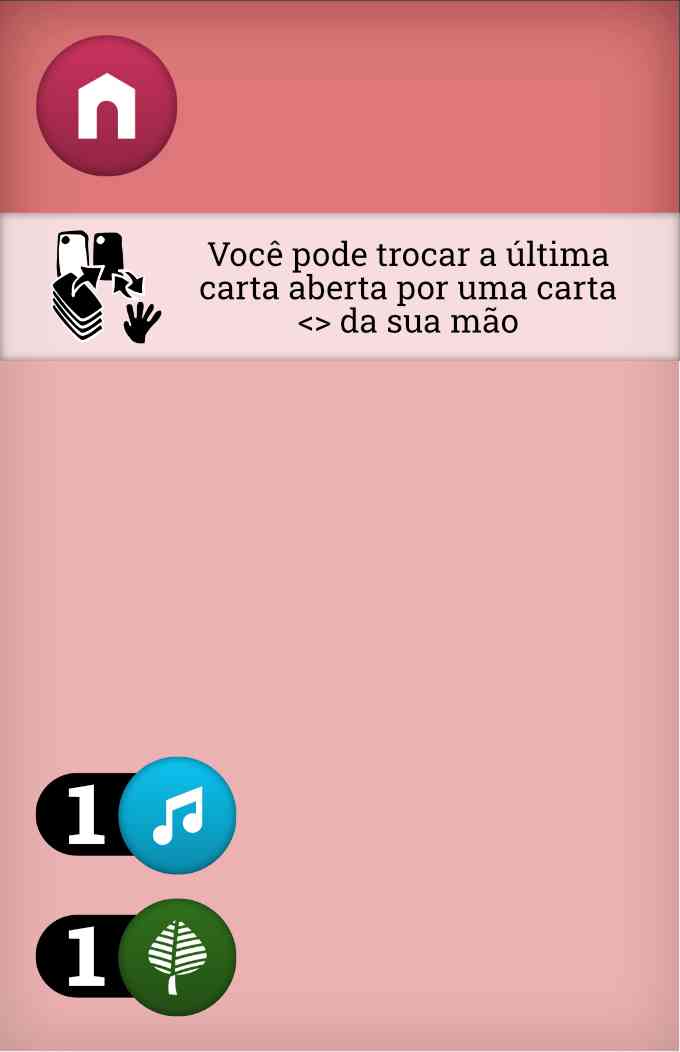 Você pode trocar a última
carta aberta por uma carta
<> da sua mão
1
1